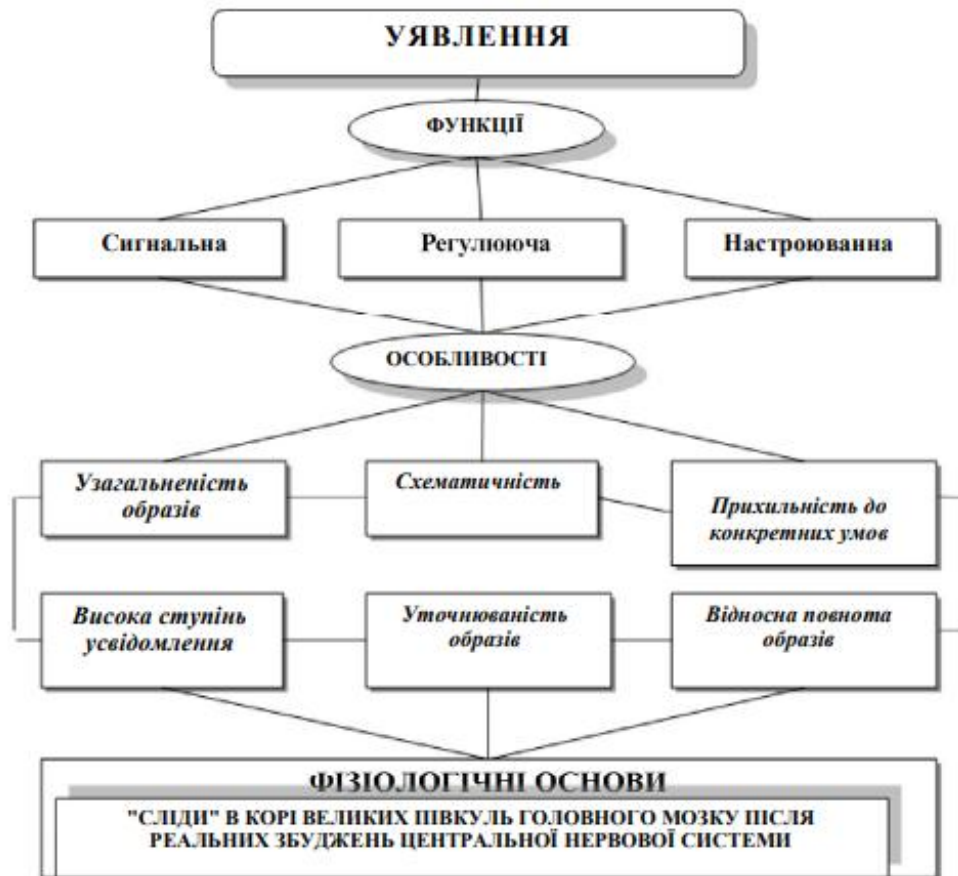 УЯВЛЕННЯ
ФУНКЦІЇ
Сигнальна
Регулююча
Настроюванна
ОСОБЛИВОСТІ
Узагальненість
образів
Схематичність
Прихильність до
конкретних умов
Висока ступінь
усвідомлення
Уточнюваність
образів
Відносна повнота
образів
ФІЗІОЛОГІЧНІ ОСНОВИ
"СЛІДИ" В КОРІ ВЕЛИКИХ ПІВКУЛЬ ГОЛОВНОГО МОЗКУ ПІСЛЯ
РЕАЛЬНИХ ЗБУДЖЕНЬ ЦЕНТРАЛЬНОЇ НЕРВОВОЇ СИСТЕМИ